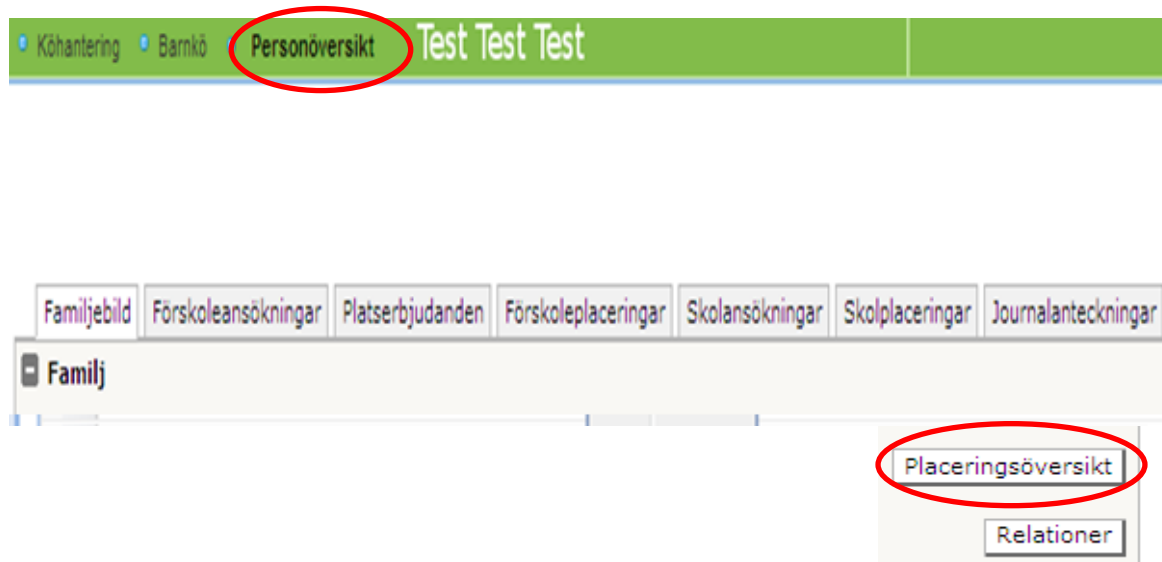 Köhantering Barnkö Personöversikt Test Test Test
Familjebild Förskoleansökningar Platserbjudanden Förskoleplaceringar Skolansökningar Skolplaceringar Journalanteckningar
Familj
Placeringsöversikt
Relationer